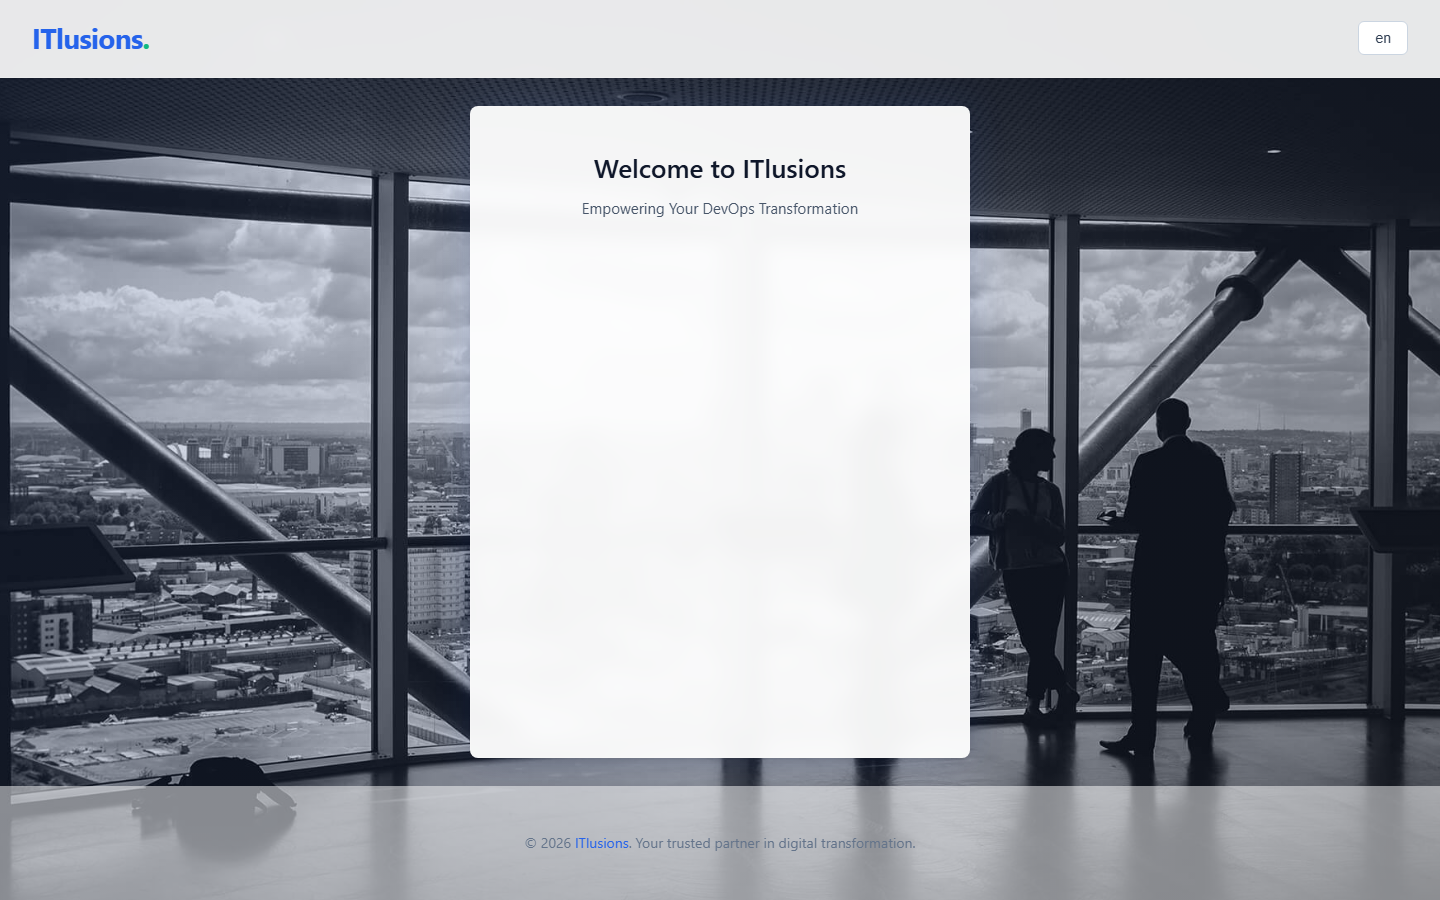 ITlusions.
en
Welcome to ITlusions
Empowering Your DevOps Transformation
© 2026 ITlusions. Your trusted partner in digital transformation.